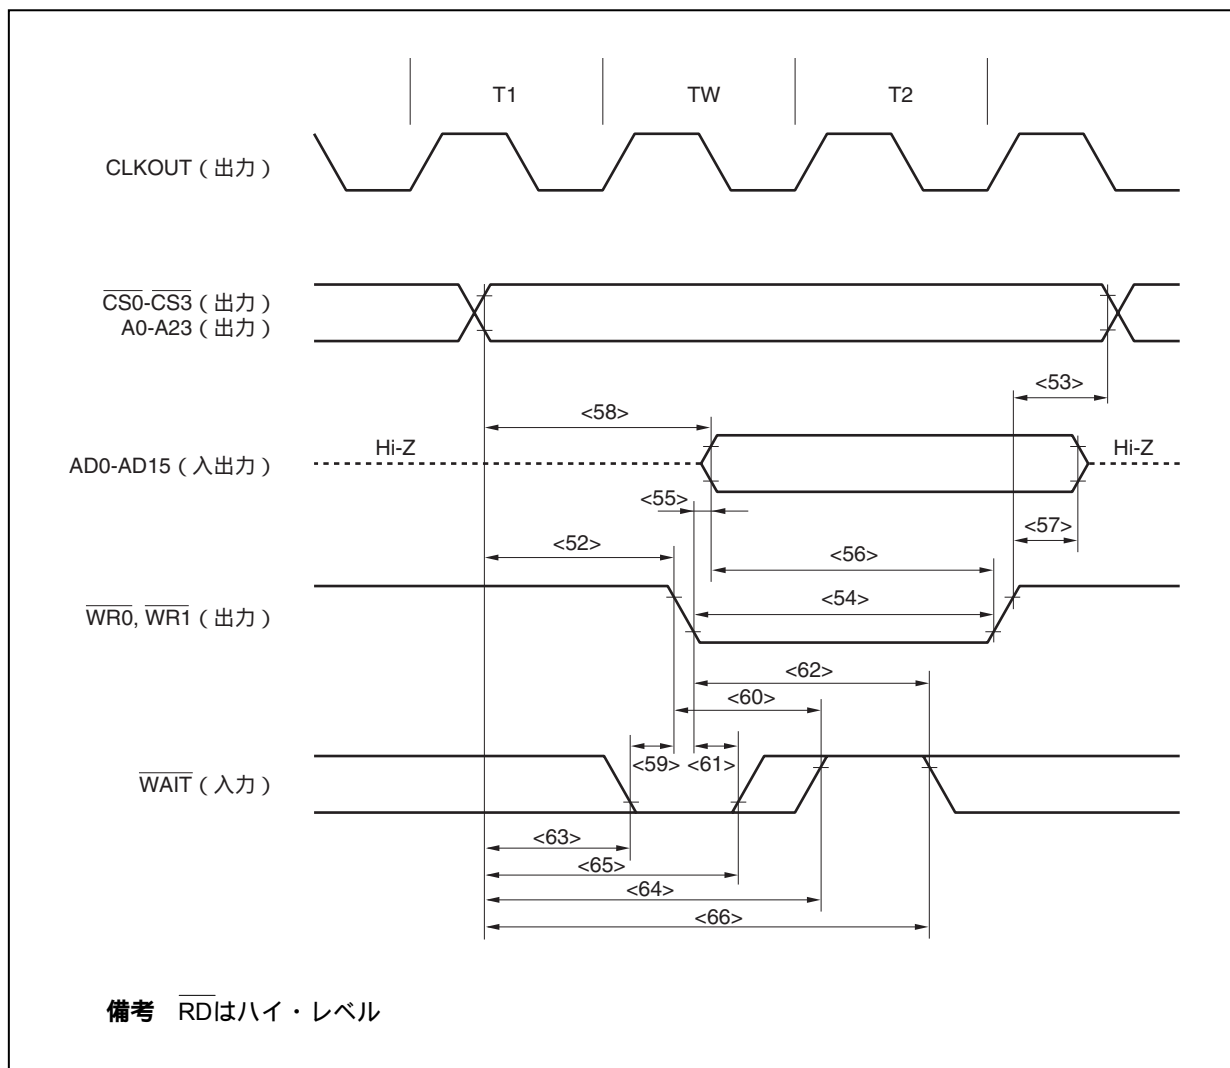 T1 TW T2
CLKOUT（出力）
CS0-CS3（出力）
A0-A23（出力）
<53>
<58>
Hi-Z
Hi-Z
AD0-AD15（入出力）
<55>
<57>
<52>
<56>
<54>
WR0, WR1（出力）
<62>
<60>
<59>
<61>
WAIT（入力）
<63>
<65>
<64>
<66>
備考 RDはハイ・レベル